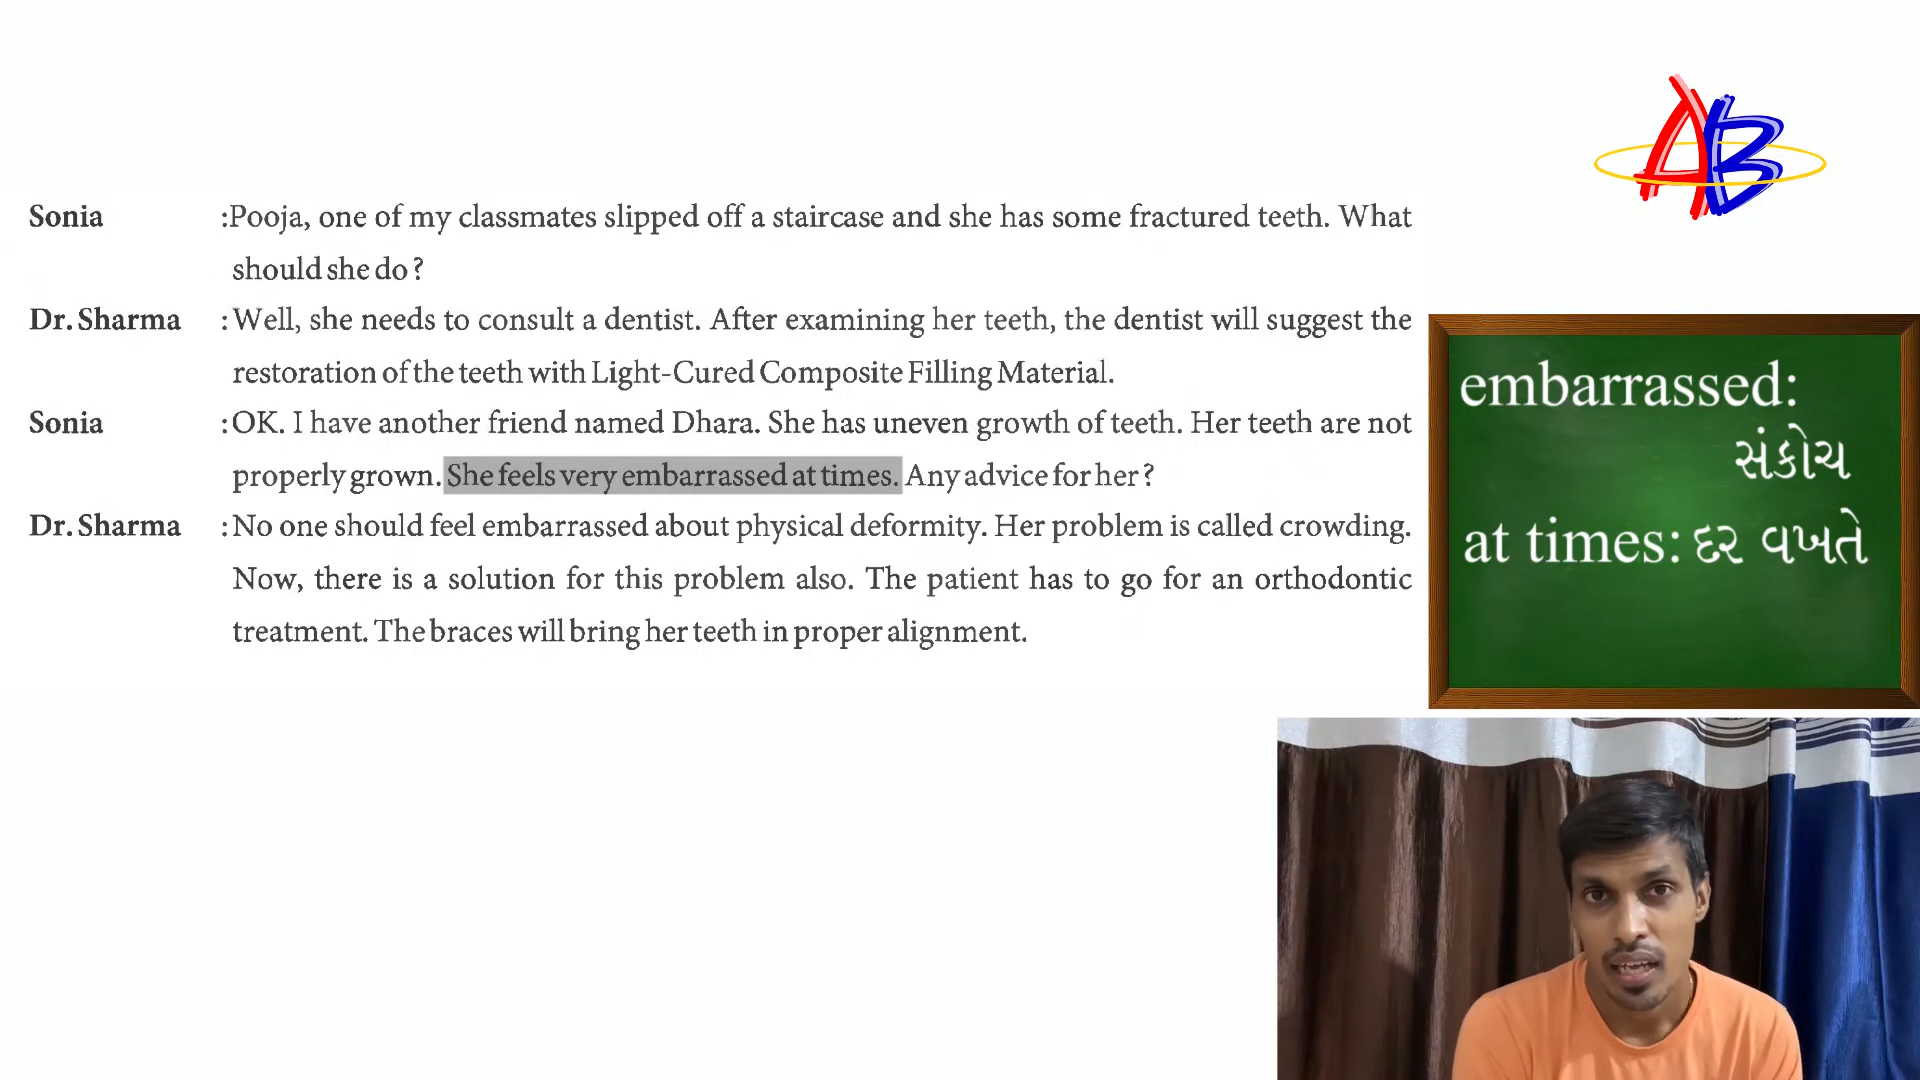 AB
Sonia :Pooja, one of my classmates slipped off a staircase and she has some fractured teeth. What
should she do ?
Dr. Sharma : Well, she needs to consult a dentist. After examining her teeth, the dentist will suggest the
restoration of the teeth with Light-Cured Composite Filling Material.
Sonia : OK. I have another friend named Dhara. She has uneven growth of teeth. Her teeth are not
properly grown. She feels very embarrassed at times. Any advice for her ?
Dr. Sharma : No one should feel embarrassed about physical deformity. Her problem is called crowding.
Now, there is a solution for this problem also. The patient has to go for an orthodontic
treatment. The braces will bring her teeth in proper alignment.
embarrassed:
સંકોચ
at times: દર વખતે